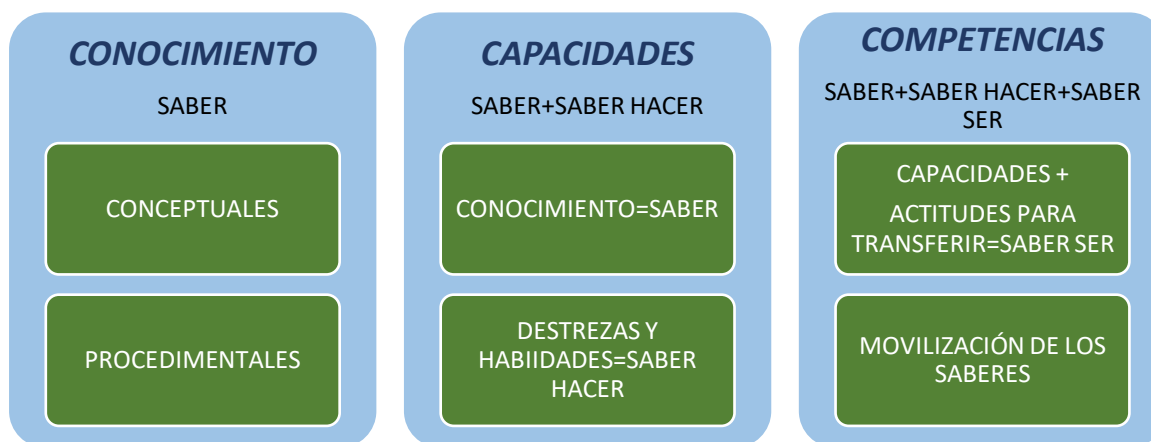 CONOCIMIENTO
SABER
CONCEPTUALES
PROCEDIMENTALES
CAPACIDADES
SABER+SABER HACER
CONOCIMIENTO=SABER
DESTREZAS Y
HABIIDADES=SABER
HACER
COMPETENCIAS
SABER+SABER HACER+SABER
SER
CAPACIDADES +
ACTITUDES PARA
TRANSFERIR=SABER SER
MOVILIZACIÓN DE LOS
SABERES